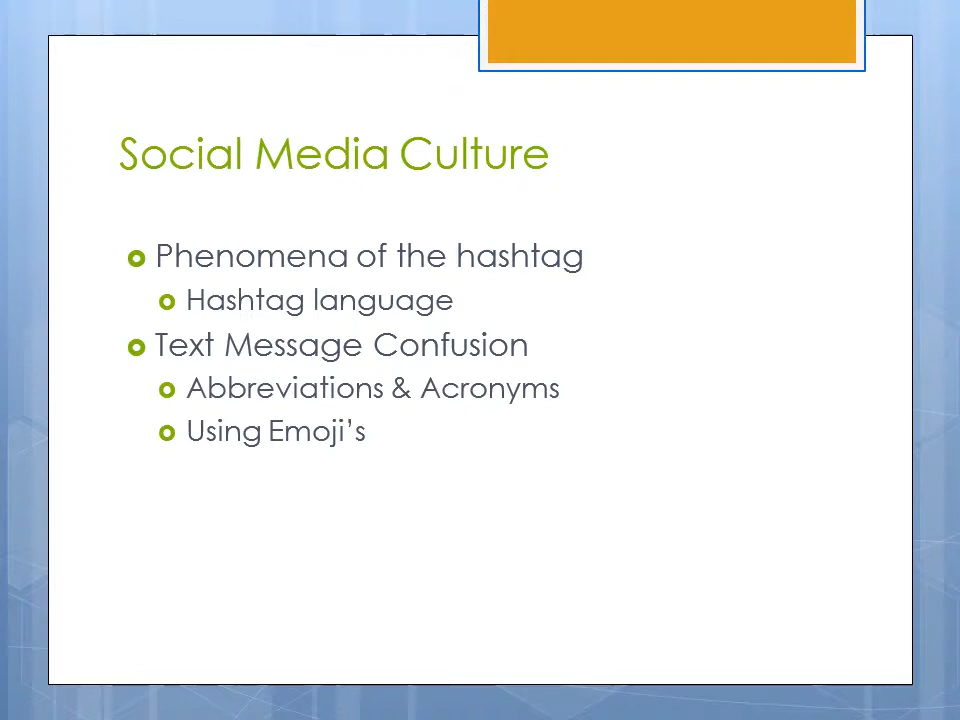 Social Media Culture
Phenomena of the hashtag
Hashtag language
Text Message Confusion
Abbreviations & Acronyms
Using Emoji’s